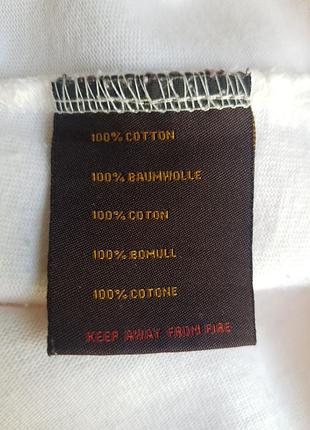 100% COTTON
100% BAUMWOLLE
100% COTON
100% BOMULL
100% COTONE
KEEP AWAY FROM FIRE